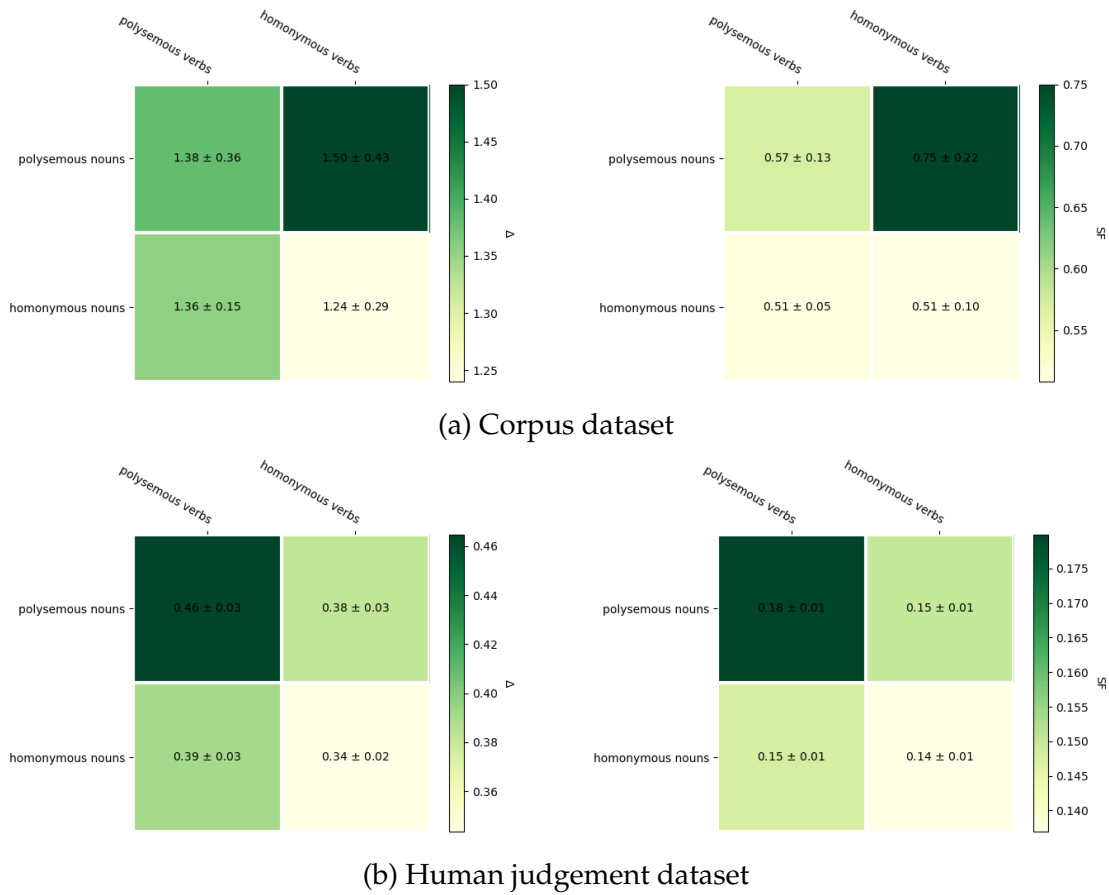 polysemous verbs
homonymous verbs
polysemous nouns
homonymous nouns
1.38 ± 0.36
1.50 ± 0.43
1.36 ± 0.15
1.24 ± 0.29
1.50
1.45
1.40
1.35
1.30
1.25
Δ
polysemous verbs
homonymous verbs
polysemous nouns
homonymous nouns
0.57 ± 0.13
0.75 ± 0.22
0.51 ± 0.05
0.51 ± 0.10
0.75
0.70
0.65
0.60
0.55
SF
(a) Corpus dataset
polysemous verbs
homonymous verbs
polysemous nouns
homonymous nouns
0.46 ± 0.03
0.38 ± 0.03
0.39 ± 0.03
0.34 ± 0.02
0.46
0.44
0.42
0.40
0.38
0.36
Δ
polysemous verbs
homonymous verbs
polysemous nouns
homonymous nouns
0.18 ± 0.01
0.15 ± 0.01
0.15 ± 0.01
0.14 ± 0.01
0.175
0.170
0.165
0.160
0.155
0.150
0.145
0.140
SF
(b) Human judgement dataset